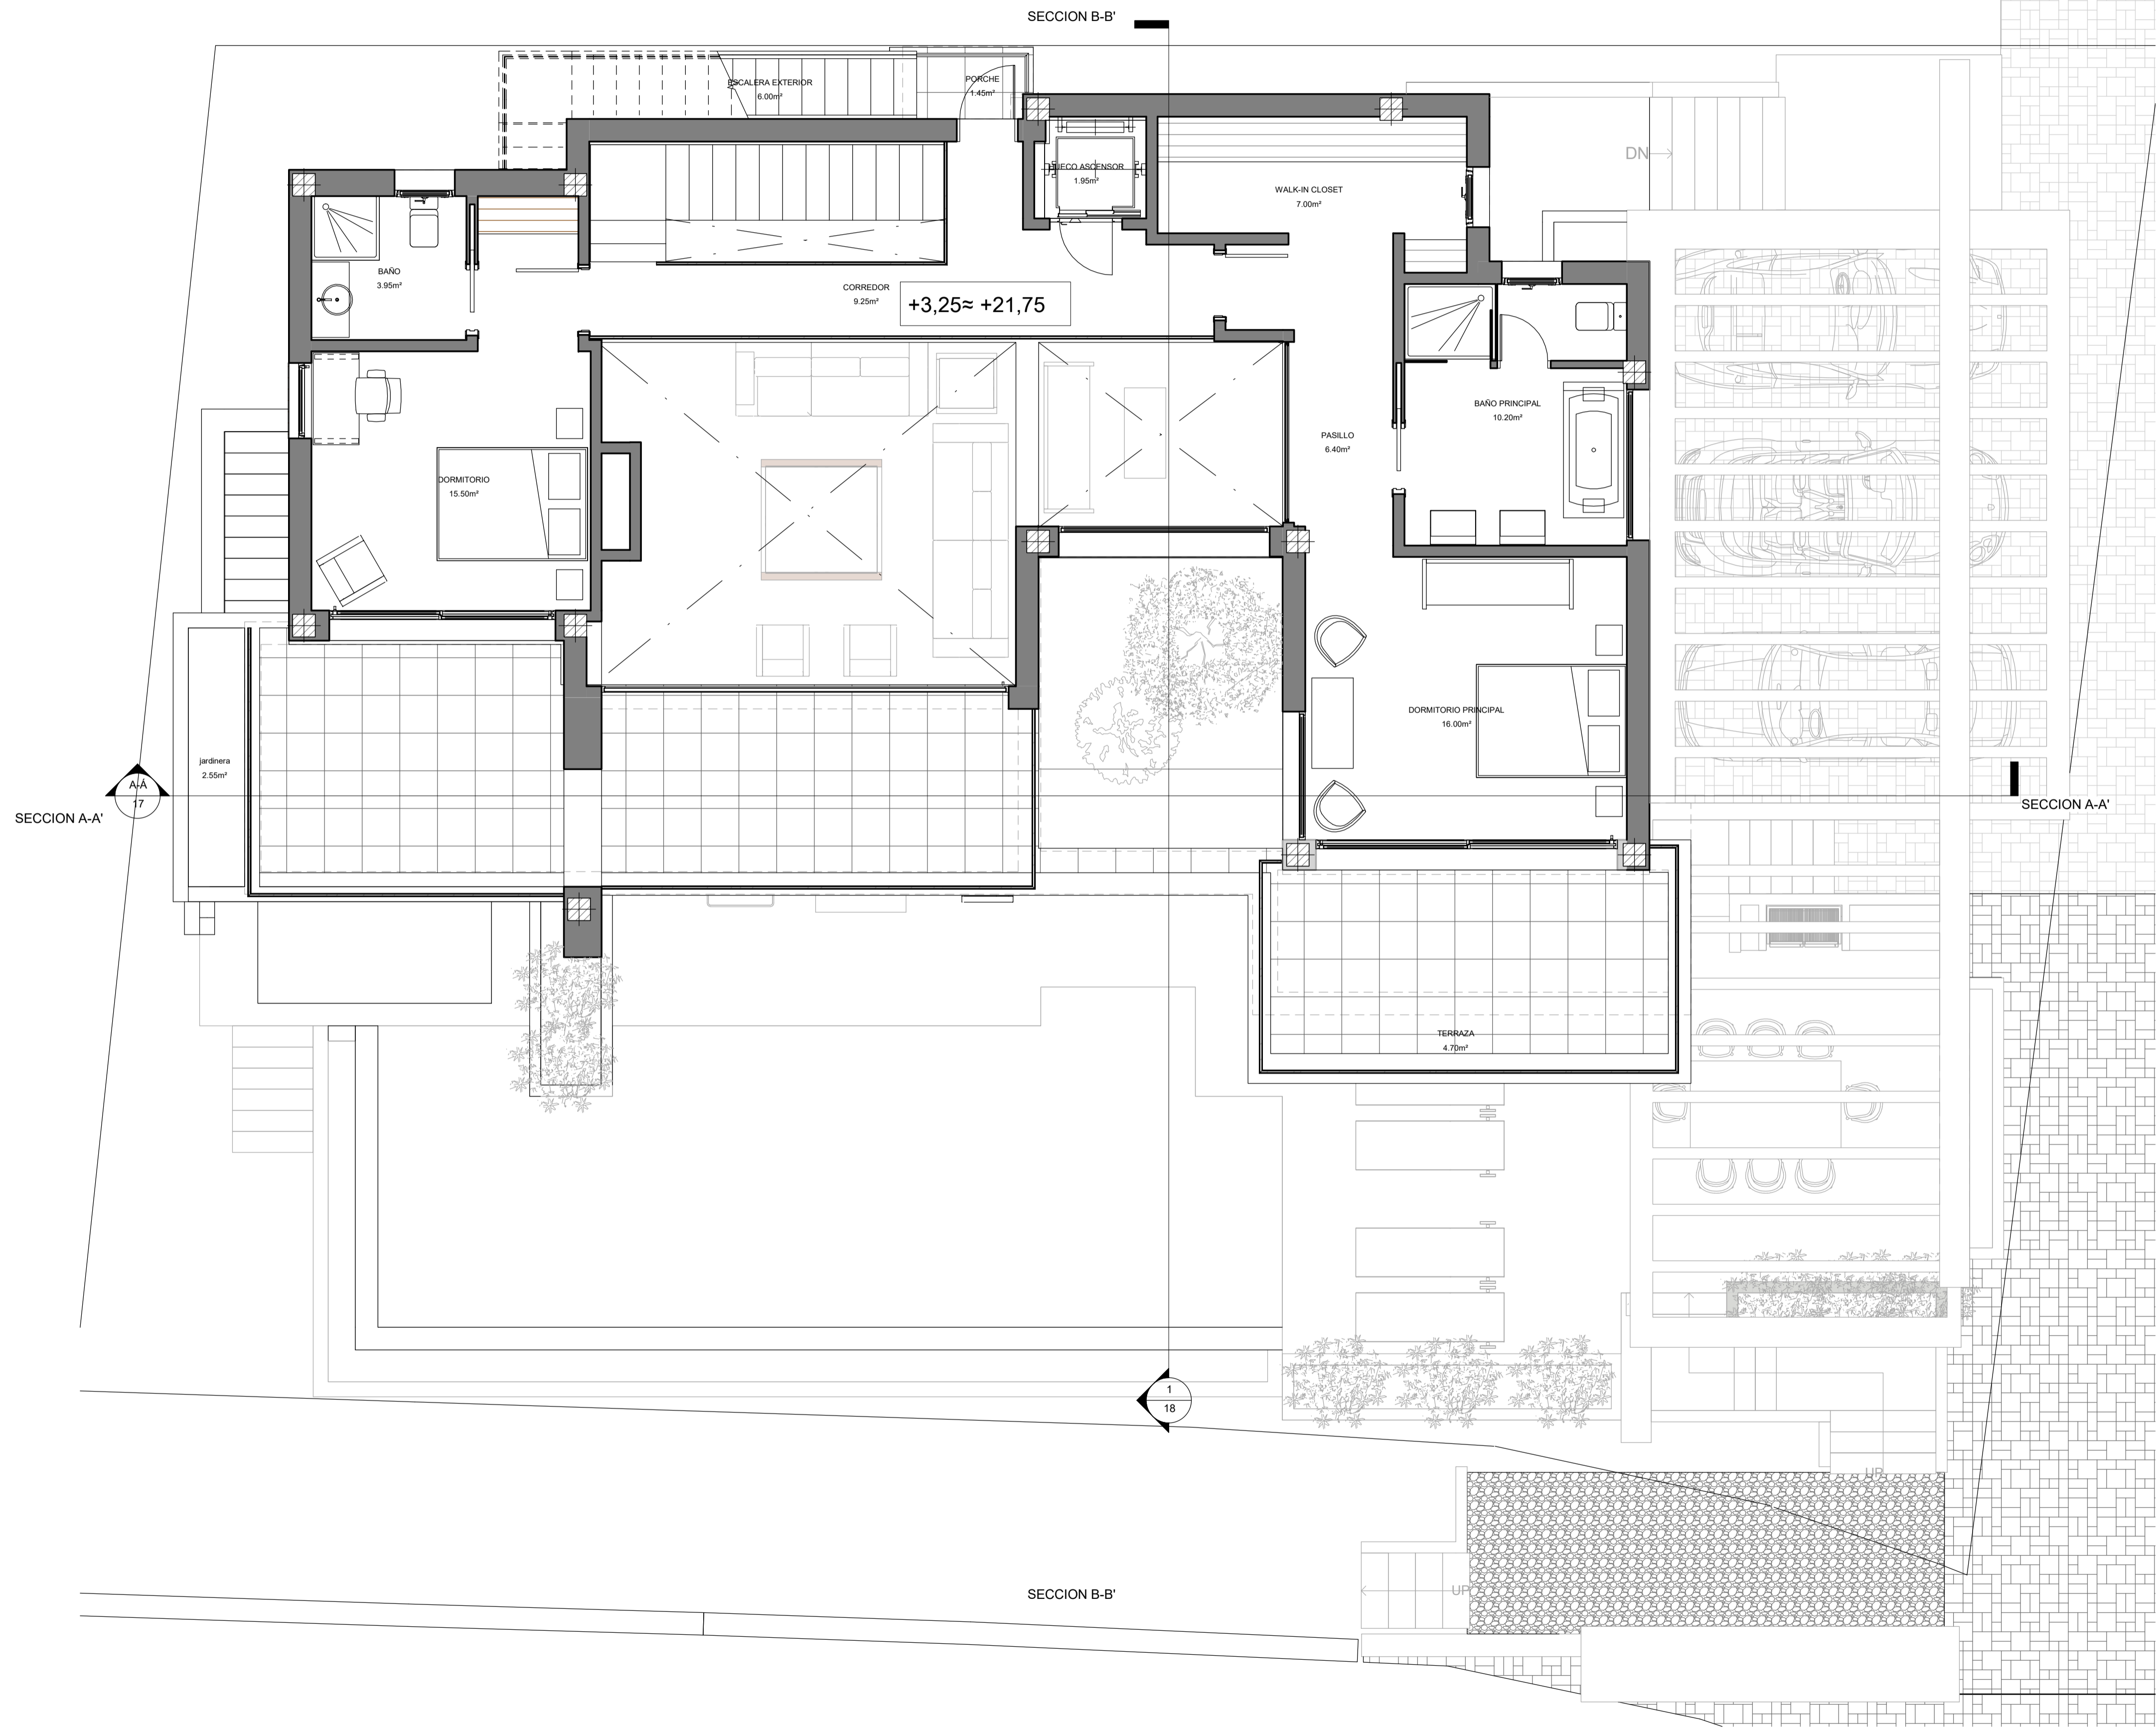 SECCION B-B'
ESCALERA EXTERIOR
6.00m²
PORCHE
1.45m²
HUECO ASCENSOR
1.95m²
WALK-IN CLOSET
7.00m²
DN
BAÑO
3.95m²
CORREDOR
9.25m²
+3,25≈ +21,75
BAÑO PRINCIPAL
10.20m²
PASILLO
6.40m²
DORMITORIO
15.50m²
DORMITORIO PRINCIPAL
16.00m²
jardinera
2.55m²
A-Á
17
SECCION A-A'
SECCION A-A'
TERRAZA
4.70m²
1
18
UP
UP
SECCION B-B'